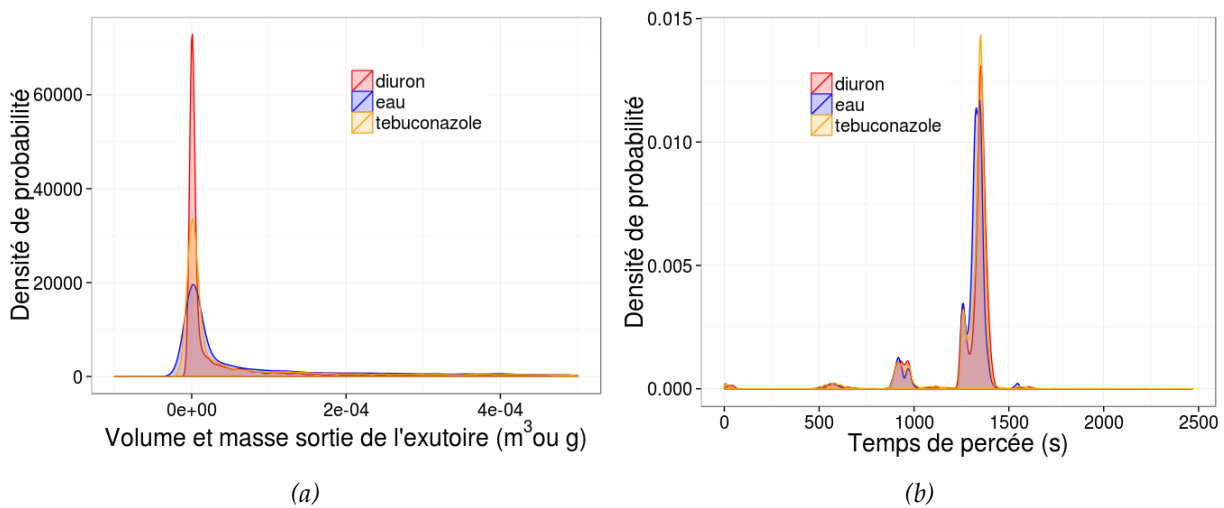 Densité de probabilité
60000
40000
20000
0
diuron
eau
tebuconazole
0e+00
2e-04
4e-04
Volume et masse sortie de l'exutoire (m³ou g)
(a)
Densité de probabilité
0.015
0.010
0.005
0.000
diuron
eau
tebuconazole
0
500
1000
1500
2000
2500
Temps de percée (s)
(b)